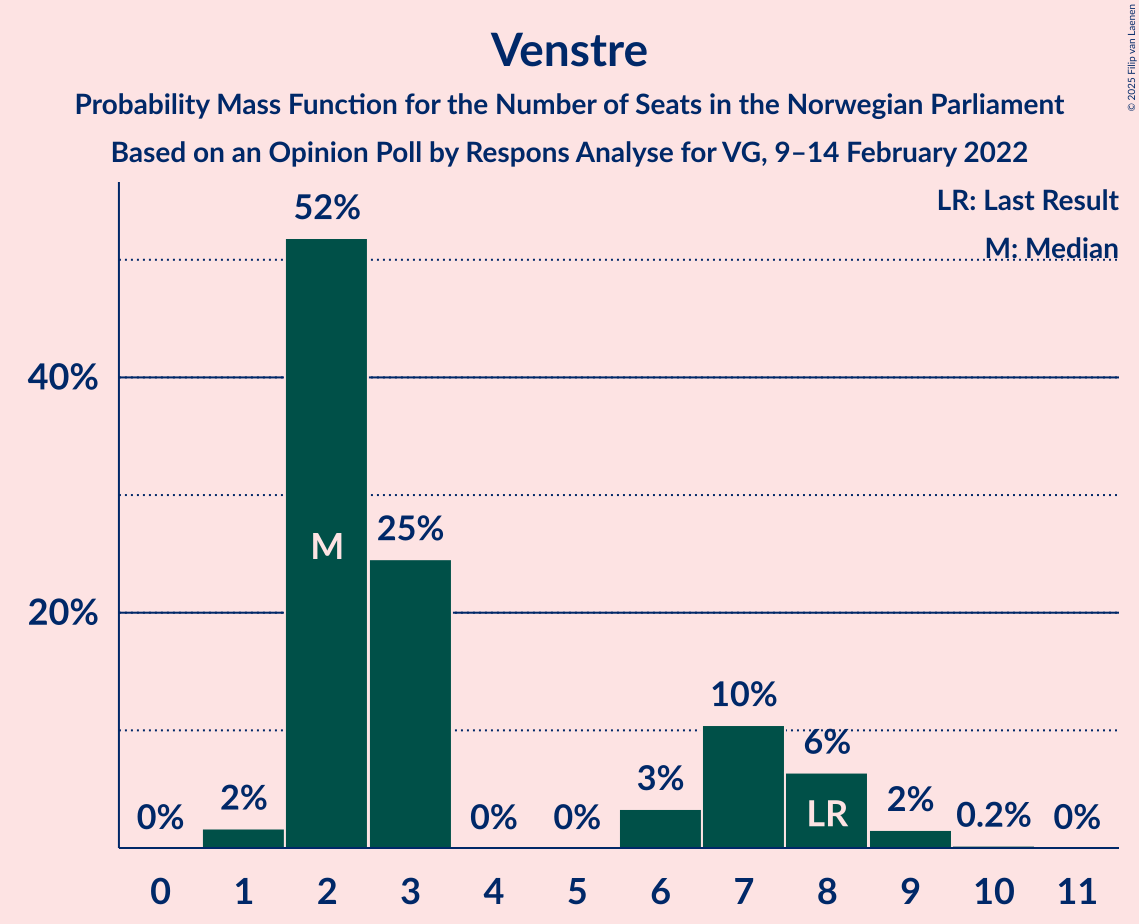 Venstre
Probability Mass Function for the Number of Seats in the Norwegian Parliament
Based on an Opinion Poll by Respons Analyse for VG, 9–14 February 2022
© 2025 Filip van Laenen
LR: Last Result
M: Median
52%
40%
M
25%
20%
10%
6%
3%
2%
LR
2%
0%
0%
0%
0.2%
0%
0 1 2 3 4 5 6 7 8 9 10 11